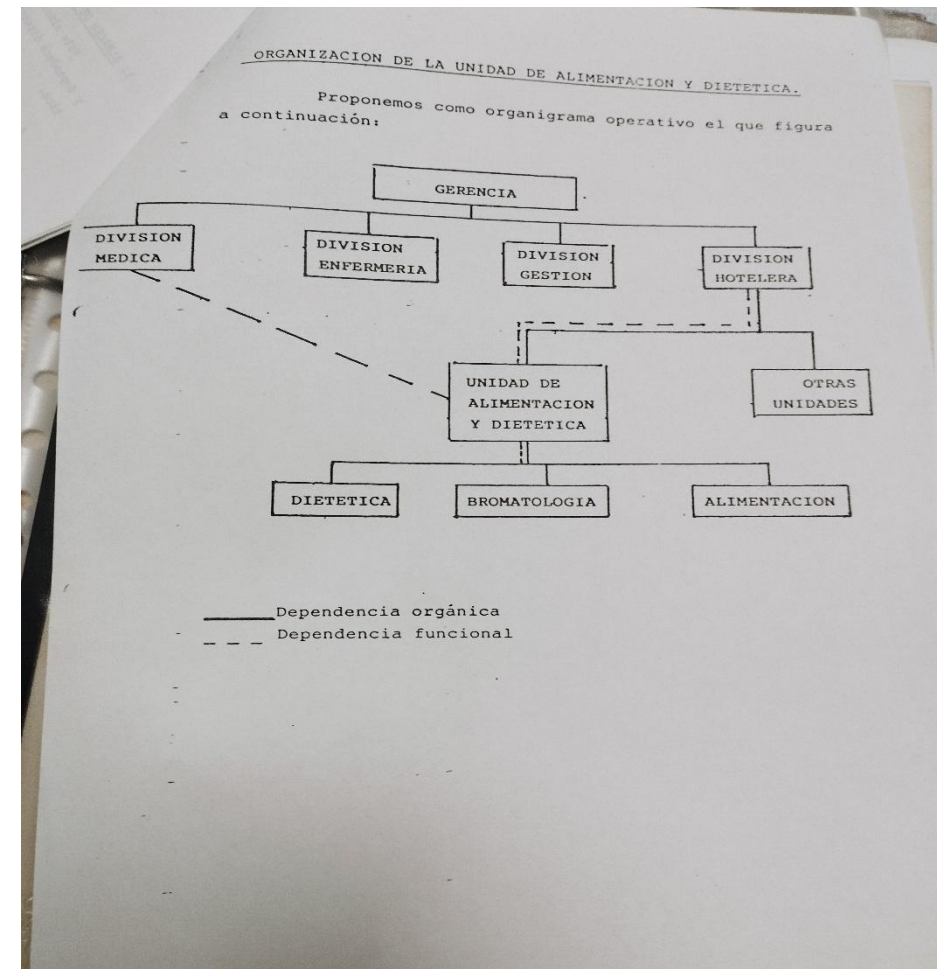 ORGANIZACION DE LA UNIDAD DE ALIMENTACION Y DIETETICA.
Proponemos como organigrama operativo el que figura
a continuación:
GERENCIA
DIVISION
MEDICA
DIVISION
ENFERMERIA
DIVISION
GESTION
DIVISION
HOTELERA
UNIDAD DE
ALIMENTACION
Y DIETETICA
OTRAS
UNIDADES
DIETETICA
BROMATOLOGIA
ALIMENTACION
Dependencia orgánica
Dependencia funcional